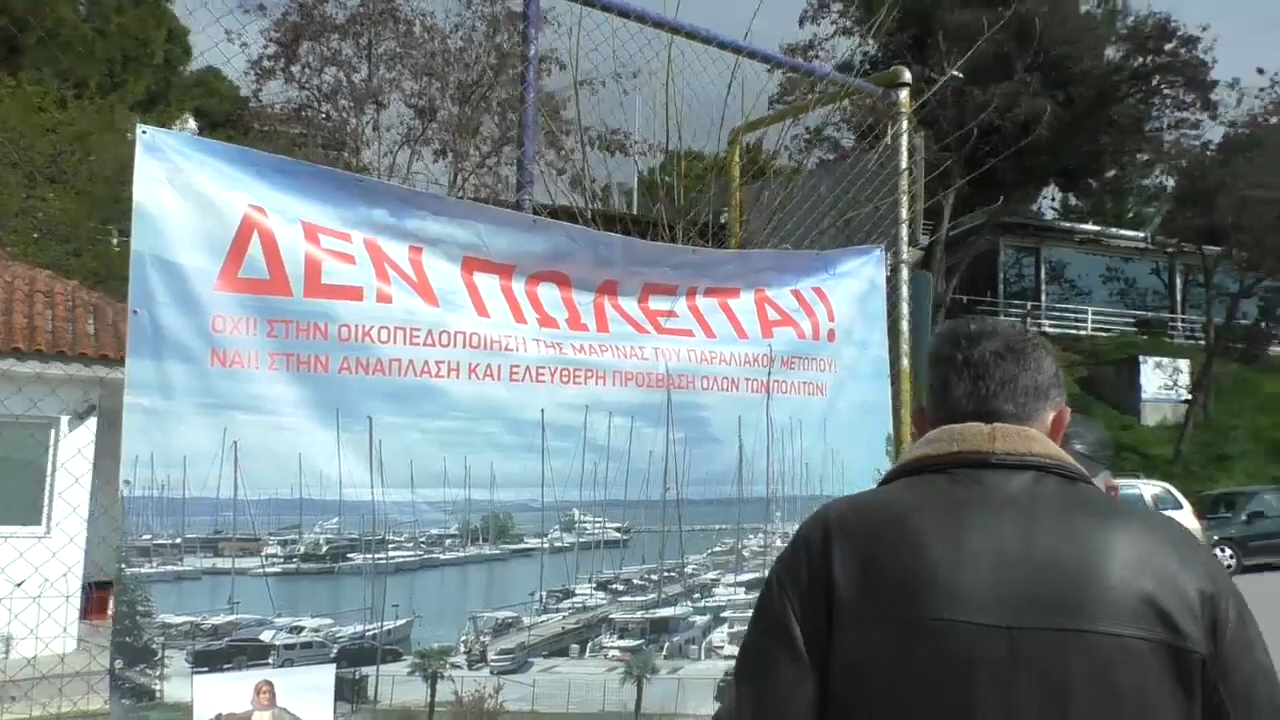 ΔΕΝ ΠΩΛΕΙΤΑΙ!
ΟΧΙ! ΣΤΗΝ ΟΙΚΟΠΕΔΟΠΟΙΗΣΗ ΤΗΣ ΜΑΡΙΝΑΣ ΤΟΥ ΠΑΡΑΛΙΑΚΟΥ ΜΕΤΩΠΟΥ!
ΝΑΙ! ΣΤΗΝ ΑΝΑΠΛΑΣΗ ΚΑΙ ΕΛΕΥΘΕΡΗ ΠΡΟΣΒΑΣΗ ΟΛΩΝ ΤΩΝ ΠΟΛΙΤΩΝ!